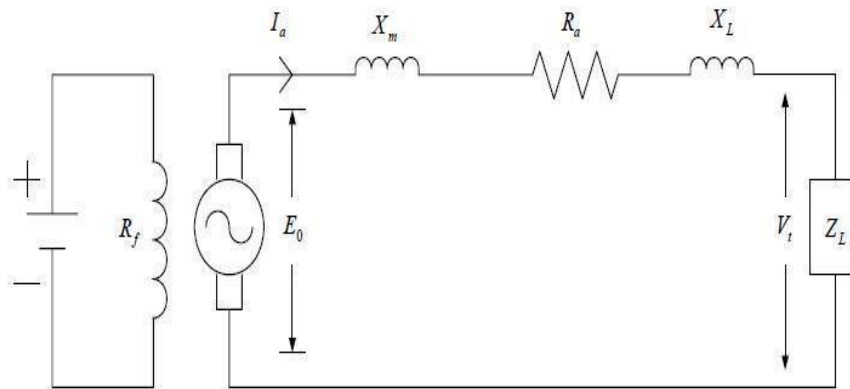 I_a X_m R_a X_L
+
R_f E_0 V_t Z_L
−